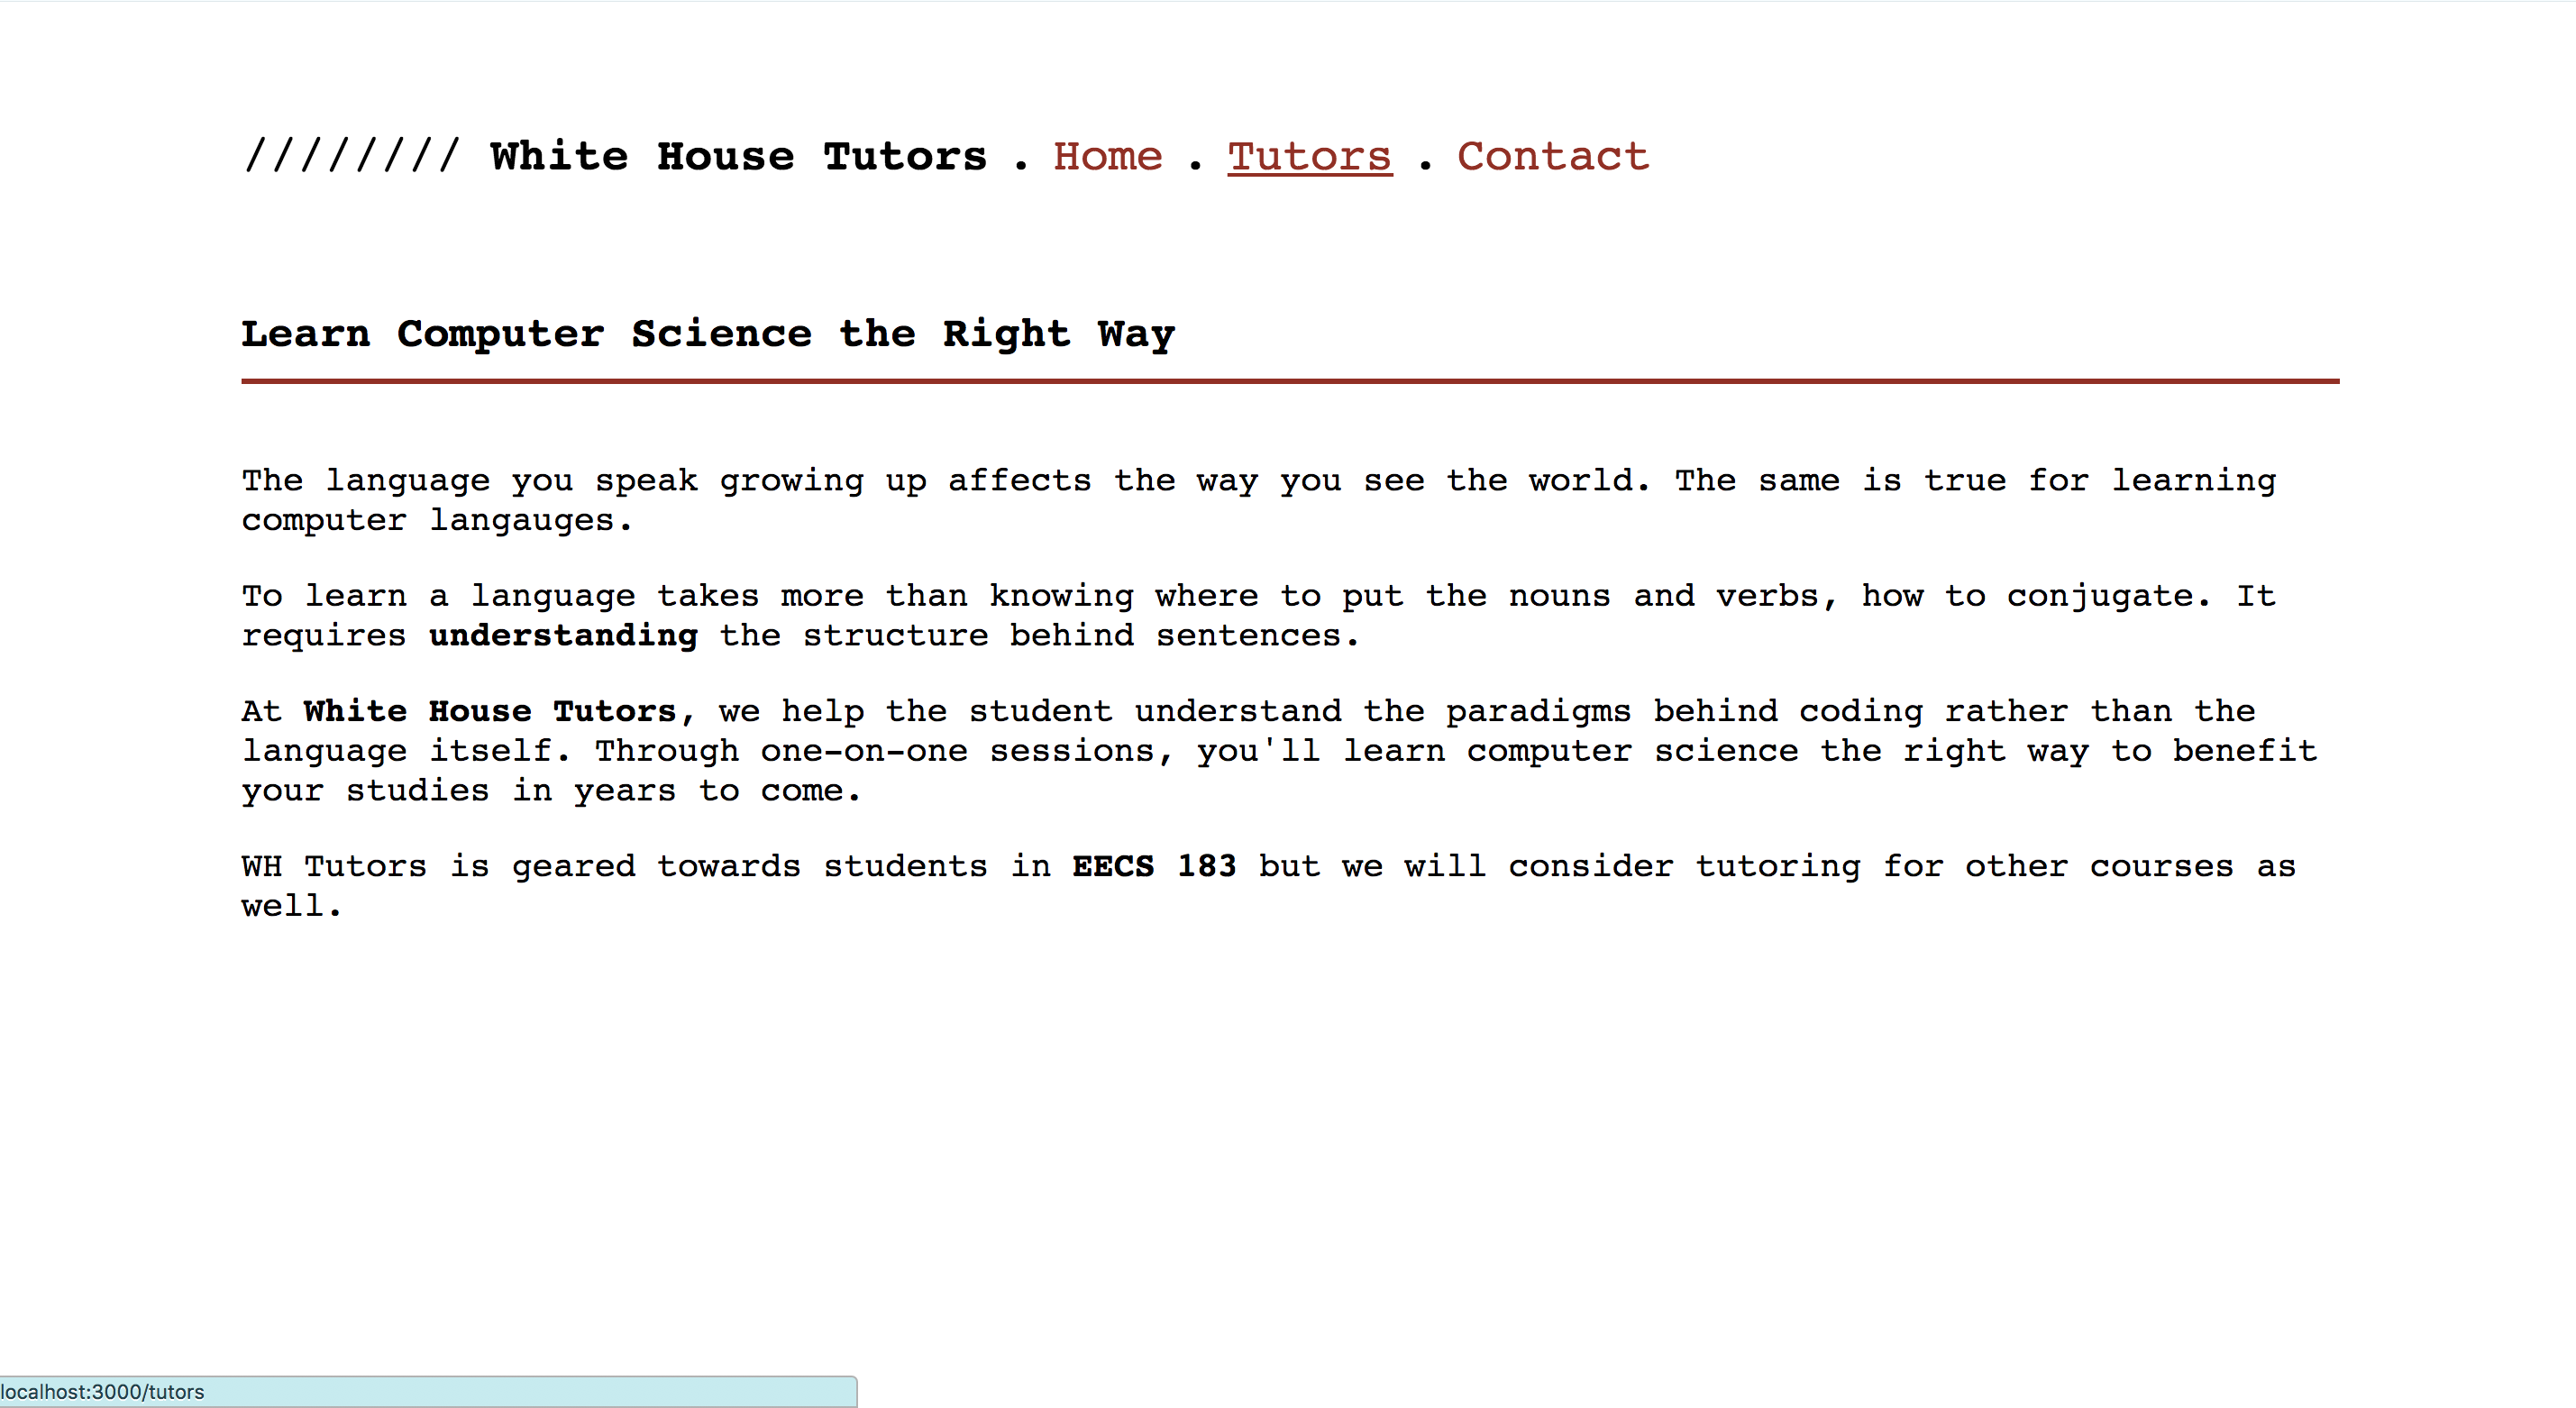 //////// White House Tutors . Home . Tutors . Contact
Learn Computer Science the Right Way
The language you speak growing up affects the way you see the world. The same is true for learning
computer langauges.
To learn a language takes more than knowing where to put the nouns and verbs, how to conjugate. It
requires understanding the structure behind sentences.
At White House Tutors, we help the student understand the paradigms behind coding rather than the
language itself. Through one-on-one sessions, you'll learn computer science the right way to benefit
your studies in years to come.
WH Tutors is geared towards students in EECS 183 but we will consider tutoring for other courses as
well.
localhost:3000/tutors